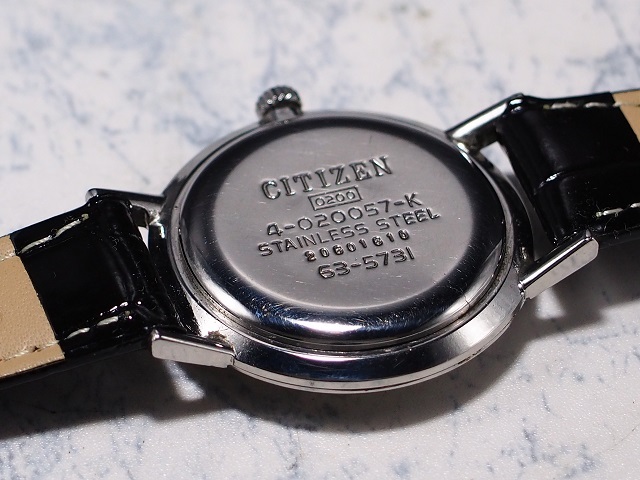 CITIZEN
0200
4-020057-K
STAINLESS STEEL
20601610
63-5731